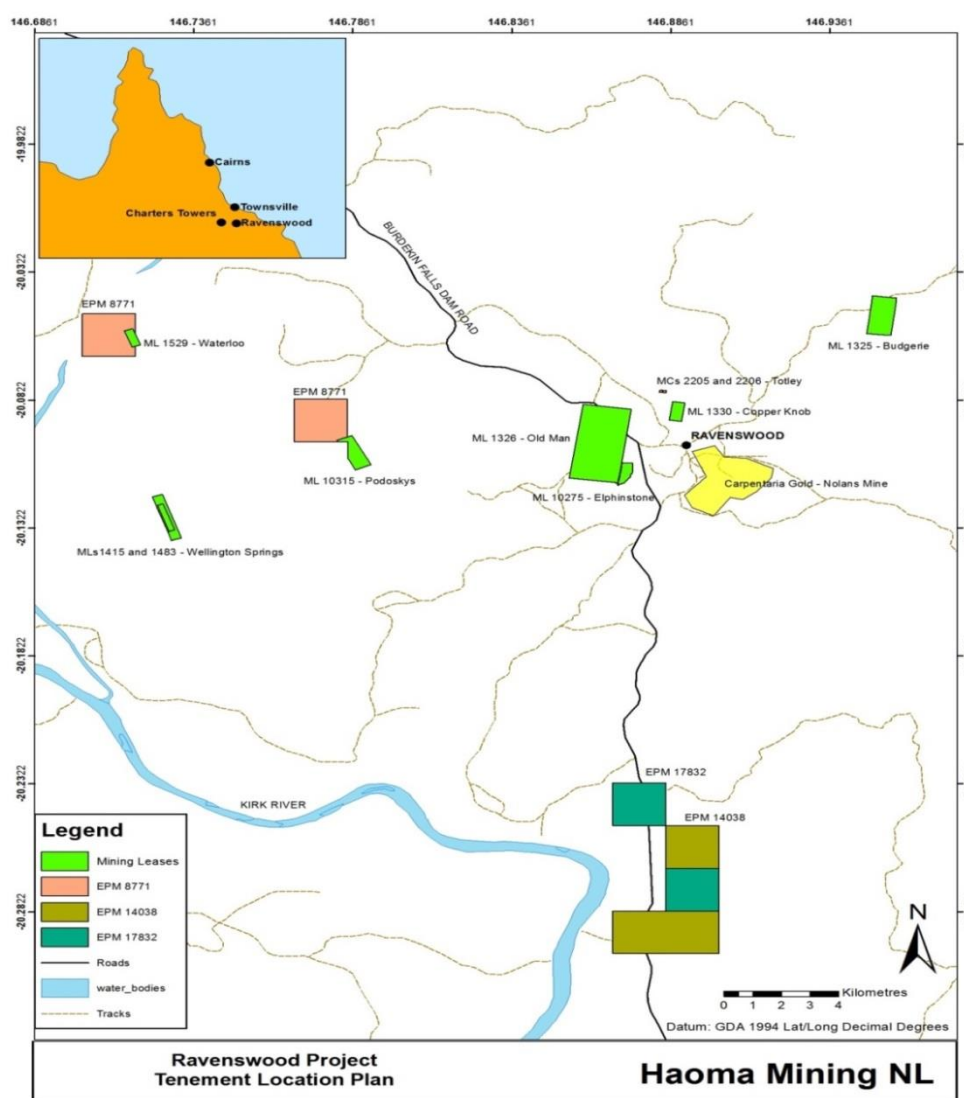 146.6861 146.7361 146.7861 146.8361 146.8861 146.9361
-19.9822
-20.0322
-20.0822
-20.1322
-20.1822
-20.2322
-20.2822
Cairns
Townsville
Charters Towers
Ravenswood
BURDEKIN FALLS DAM ROAD
EPM 8771
ML 1529 - Waterloo
ML 1325 - Budgerie
MCs 2205 and 2206 - Totley
EPM 8771
ML 1330 - Copper Knob
ML 1326 - Old Man
RAVENSWOOD
ML 10315 - Podoskys
Carpentaria Gold - Nolans Mine
ML 10275 - Elphinstone
MLs1415 and 1483 - Wellington Springs
EPM 17832
KIRK RIVER
EPM 14038
Legend
Mining Leases
EPM 8771
EPM 14038
EPM 17832
Roads
water_bodies
Tracks
N
Kilometres
0 1 2 3 4
Datum: GDA 1994 Lat/Long Decimal Degrees
Ravenswood Project
Tenement Location Plan
Haoma Mining NL